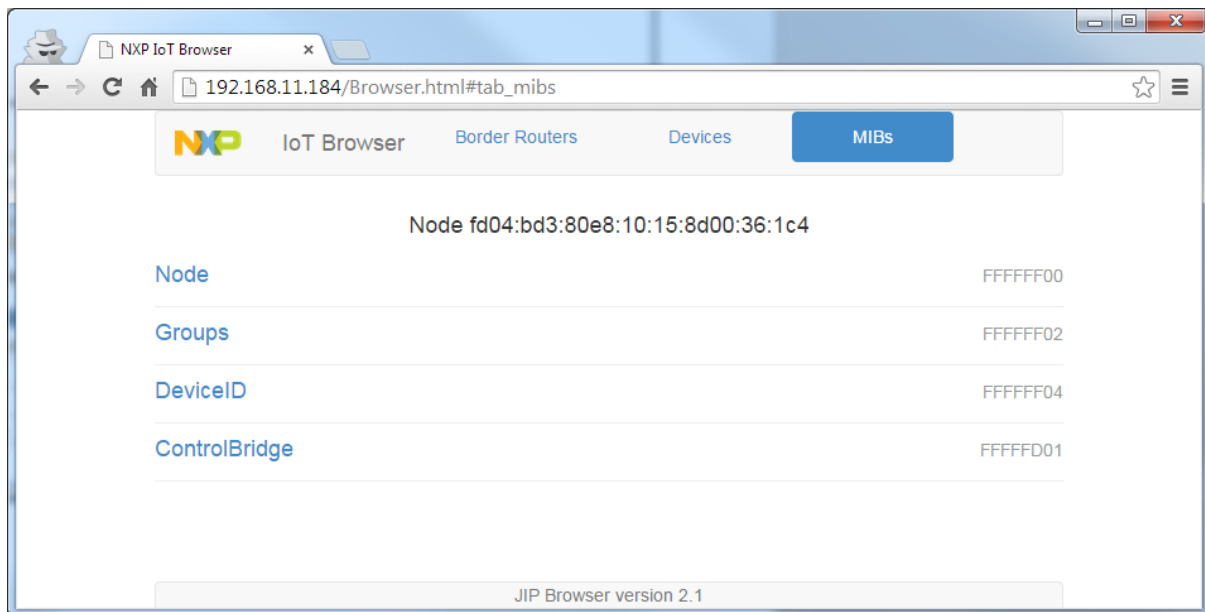 NXP IoT Browser
192.168.11.184/Browser.html#tab_mibs
NXP IoT Browser Border Routers Devices MIBs
Node fd04:bd3:80e8:10:15:8d00:36:1c4
Node FFFFFF00
Groups FFFFFF02
DeviceID FFFFFF04
ControlBridge FFFFFD01
JIP Browser version 2.1